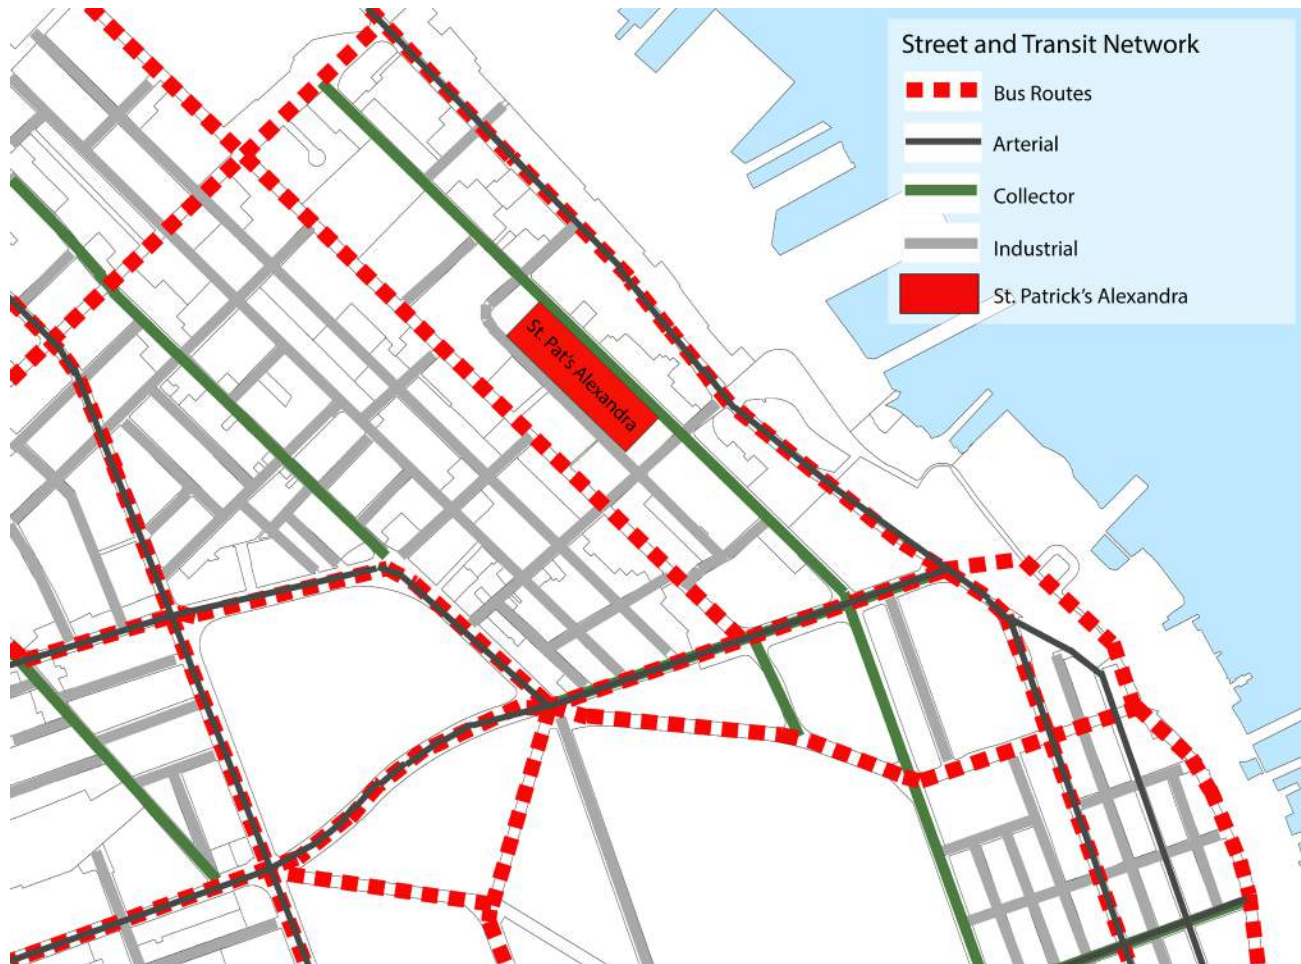 Street and Transit Network
Bus Routes
Arterial
Collector
Industrial
St. Patrick's Alexandra
St. Pat's Alexandra